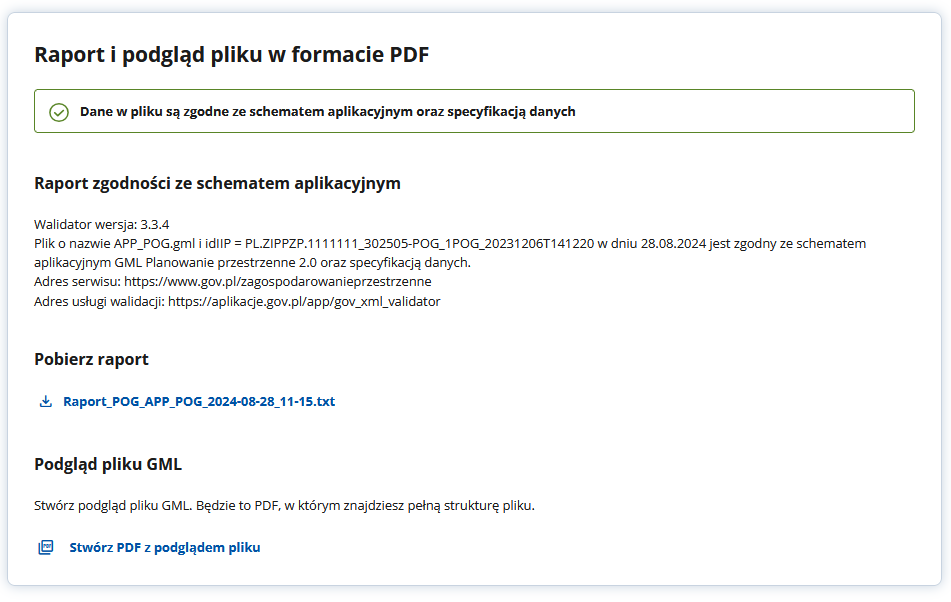 Raport i podgląd pliku w formacie PDF
Dane w pliku są zgodne ze schematem aplikacyjnym oraz specyfikacją danych
Raport zgodności ze schematem aplikacyjnym
Walidator wersja: 3.3.4
Plik o nazwie APP_POG.gml i idIIP = PL.ZIPPZP.1111111_302505-POG_1POG_20231206T141220 w dniu 28.08.2024 jest zgodny ze schematem
aplikacyjnym GML Planowanie przestrzenne 2.0 oraz specyfikacją danych.
Adres serwisu: https://www.gov.pl/zagospodarowanieprzestrzenne
Adres usługi walidacji: https://aplikacje.gov.pl/app/gov_xml_validator
Pobierz raport
Raport_POG_APP_POG_2024-08-28_11-15.txt
Podgląd pliku GML
Stwórz podgląd pliku GML. Będzie to PDF, w którym znajdziesz pełną strukturę pliku.
Stwórz PDF z podglądem pliku